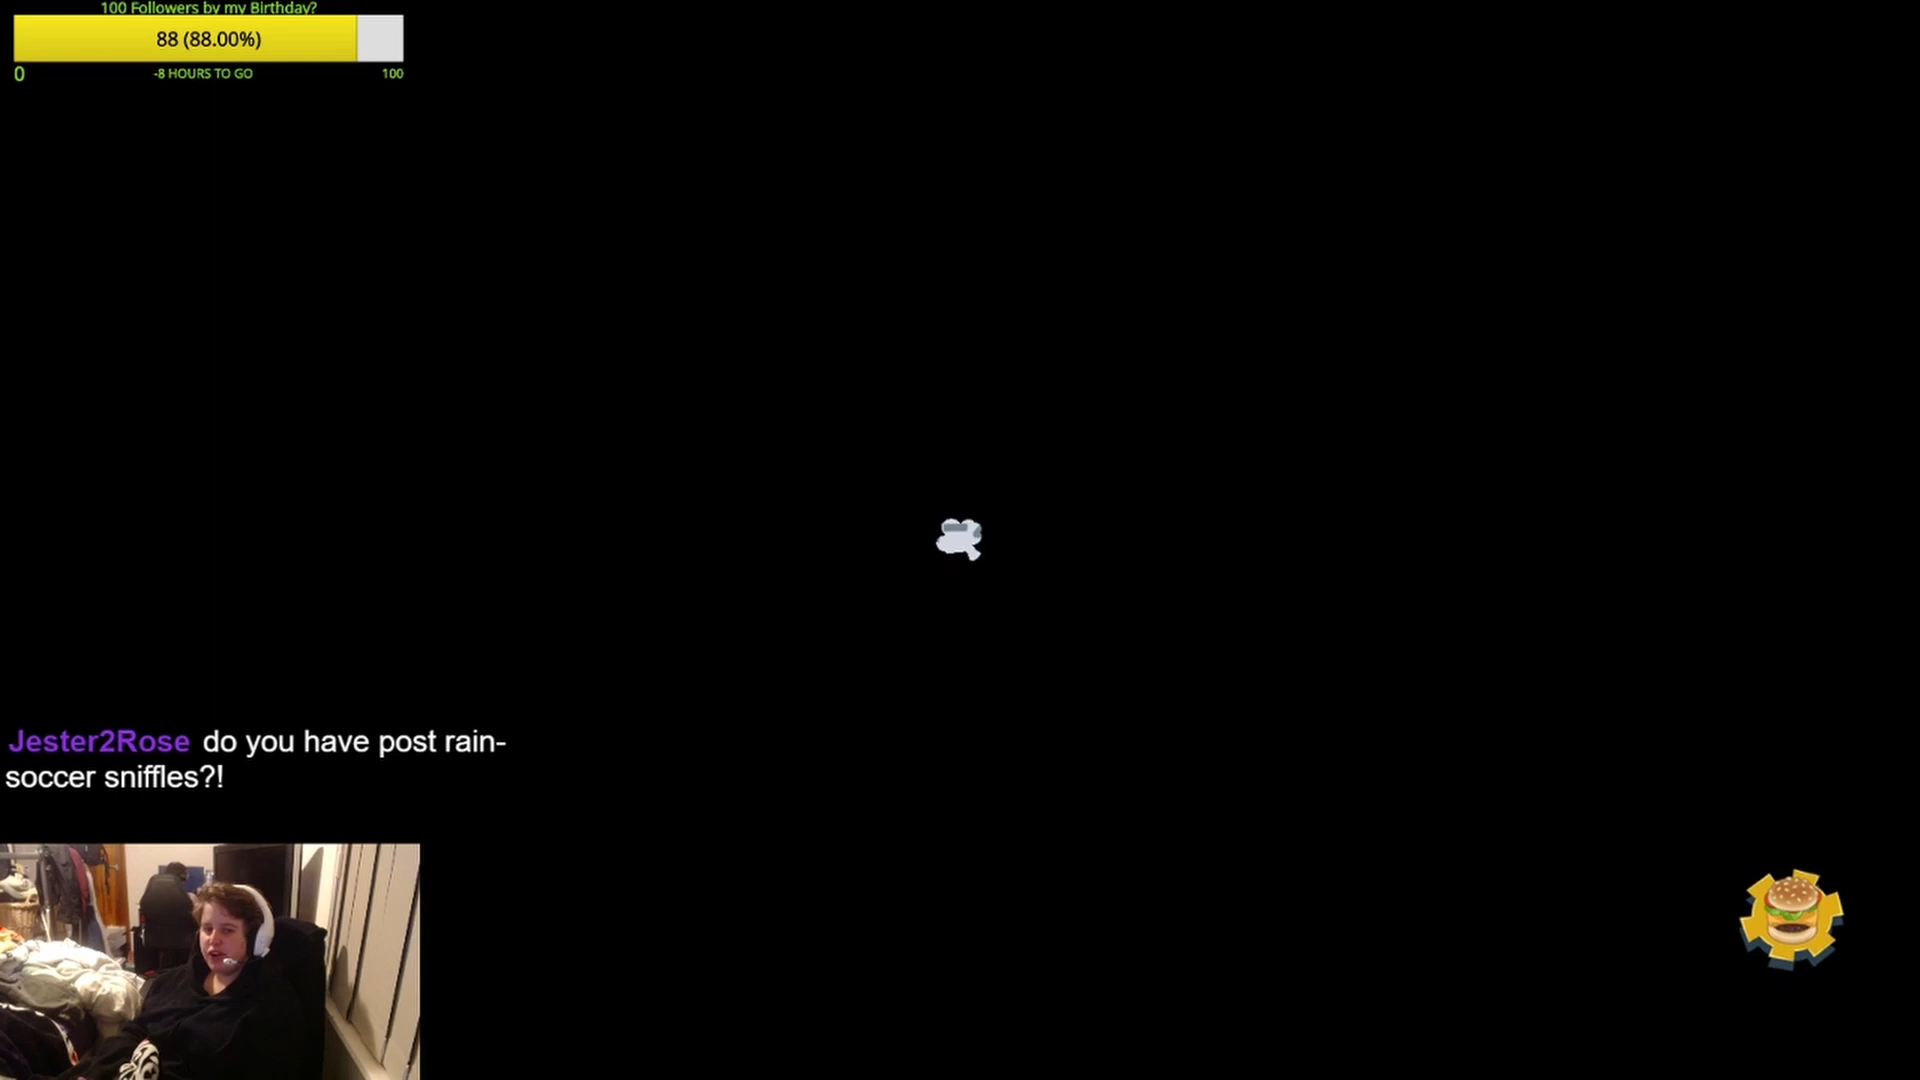 100 Followers by my Birthday?
88 (88.00%)
0 -8 HOURS TO GO 100
Jester2Rose do you have post rain-
soccer sniffles?!